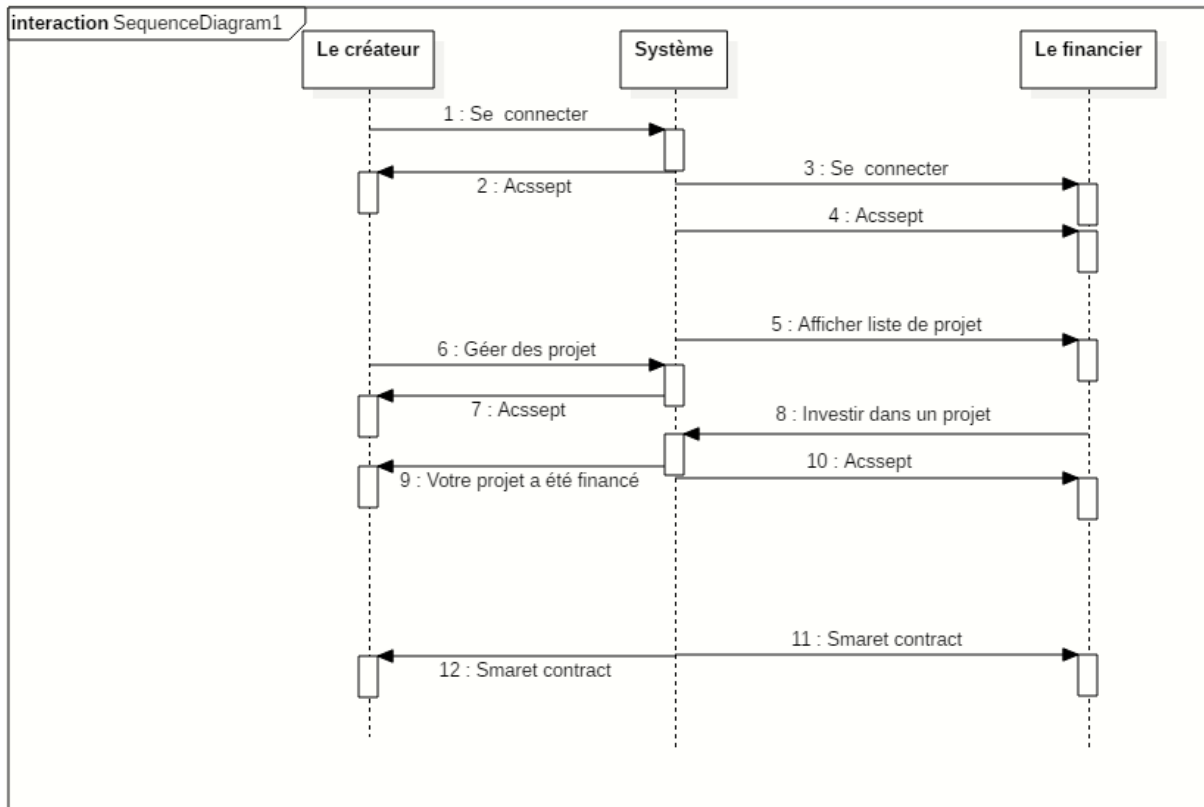 interaction SequenceDiagram1
Le créateur
Système
Le financier
1 : Se  connecter
2 : Acssept
3 : Se  connecter
4 : Acssept
5 : Afficher liste de projet
6 : Géer des projet
7 : Acssept
8 : Investir dans un projet
9 : Votre projet a été financé
10 : Acssept
11 : Smaret contract
12 : Smaret contract